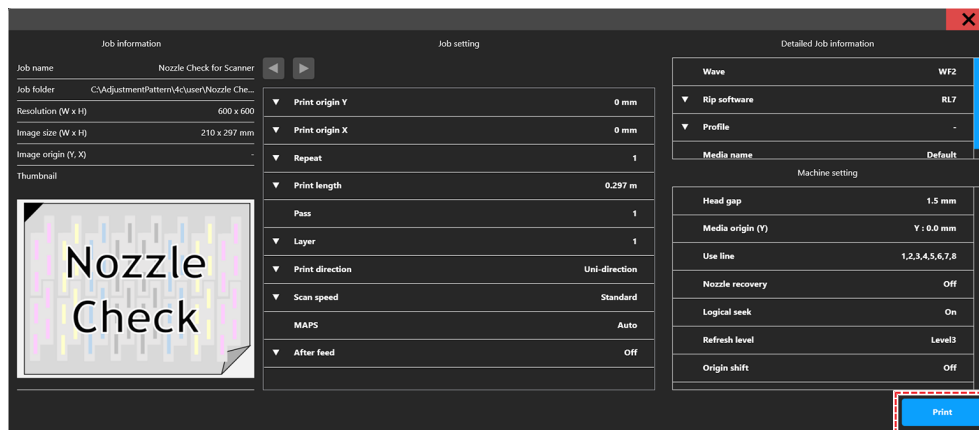 Job information
Job name Nozzle Check for Scanner
Job folder C:\AdjustmentPattern\4c\user\Nozzle Che...
Resolution (W x H) 600 x 600
Image size (W x H) 210 x 297 mm
Image origin (Y, X) -
Thumbnail
Nozzle
Check
Job setting
Print origin Y 0 mm
Print origin X 0 mm
Repeat 1
Print length 0.297 m
Pass 1
Layer 1
Print direction Uni-direction
Scan speed Standard
MAPS Auto
After feed Off
Detailed Job information
Wave WF2
Rip software RL7
Profile -
Media name Default
Machine setting
Head gap 1.5 mm
Media origin (Y) Y : 0.0 mm
Use line 1,2,3,4,5,6,7,8
Nozzle recovery Off
Logical seek On
Refresh level Level3
Origin shift Off
Print